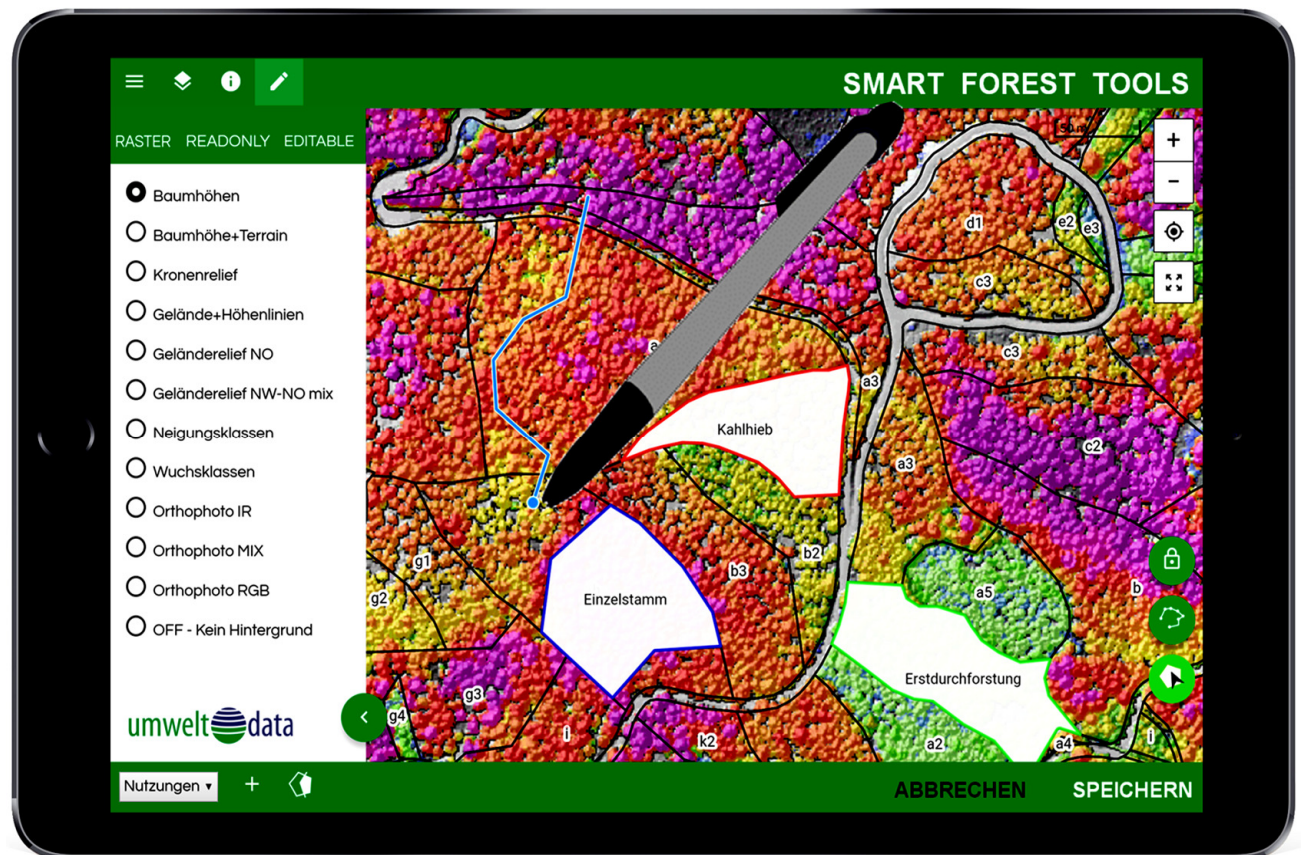 SMART FOREST TOOLS
RASTER READONLY EDITABLE
Baumhöhen
Baumhöhe+Terrain
Kronenrelief
Gelände+Höhenlinien
Geländerelief NO
Geländerelief NW-NO mix
Neigungsklassen
Wuchsklassen
Orthophoto IR
Orthophoto MIX
Orthophoto RGB
OFF - Kein Hintergrund
umwelt data
50 m
+
−
d1
e2
e3
c3
c3
a
a3
Kahlhieb
c2
a3
b2
g1
b3
g2
a5
b
Einzelstamm
Erstdurchforstung
g3
g4
i
k2
a2
a4
i
Nutzungen
+
ABBRECHEN SPEICHERN